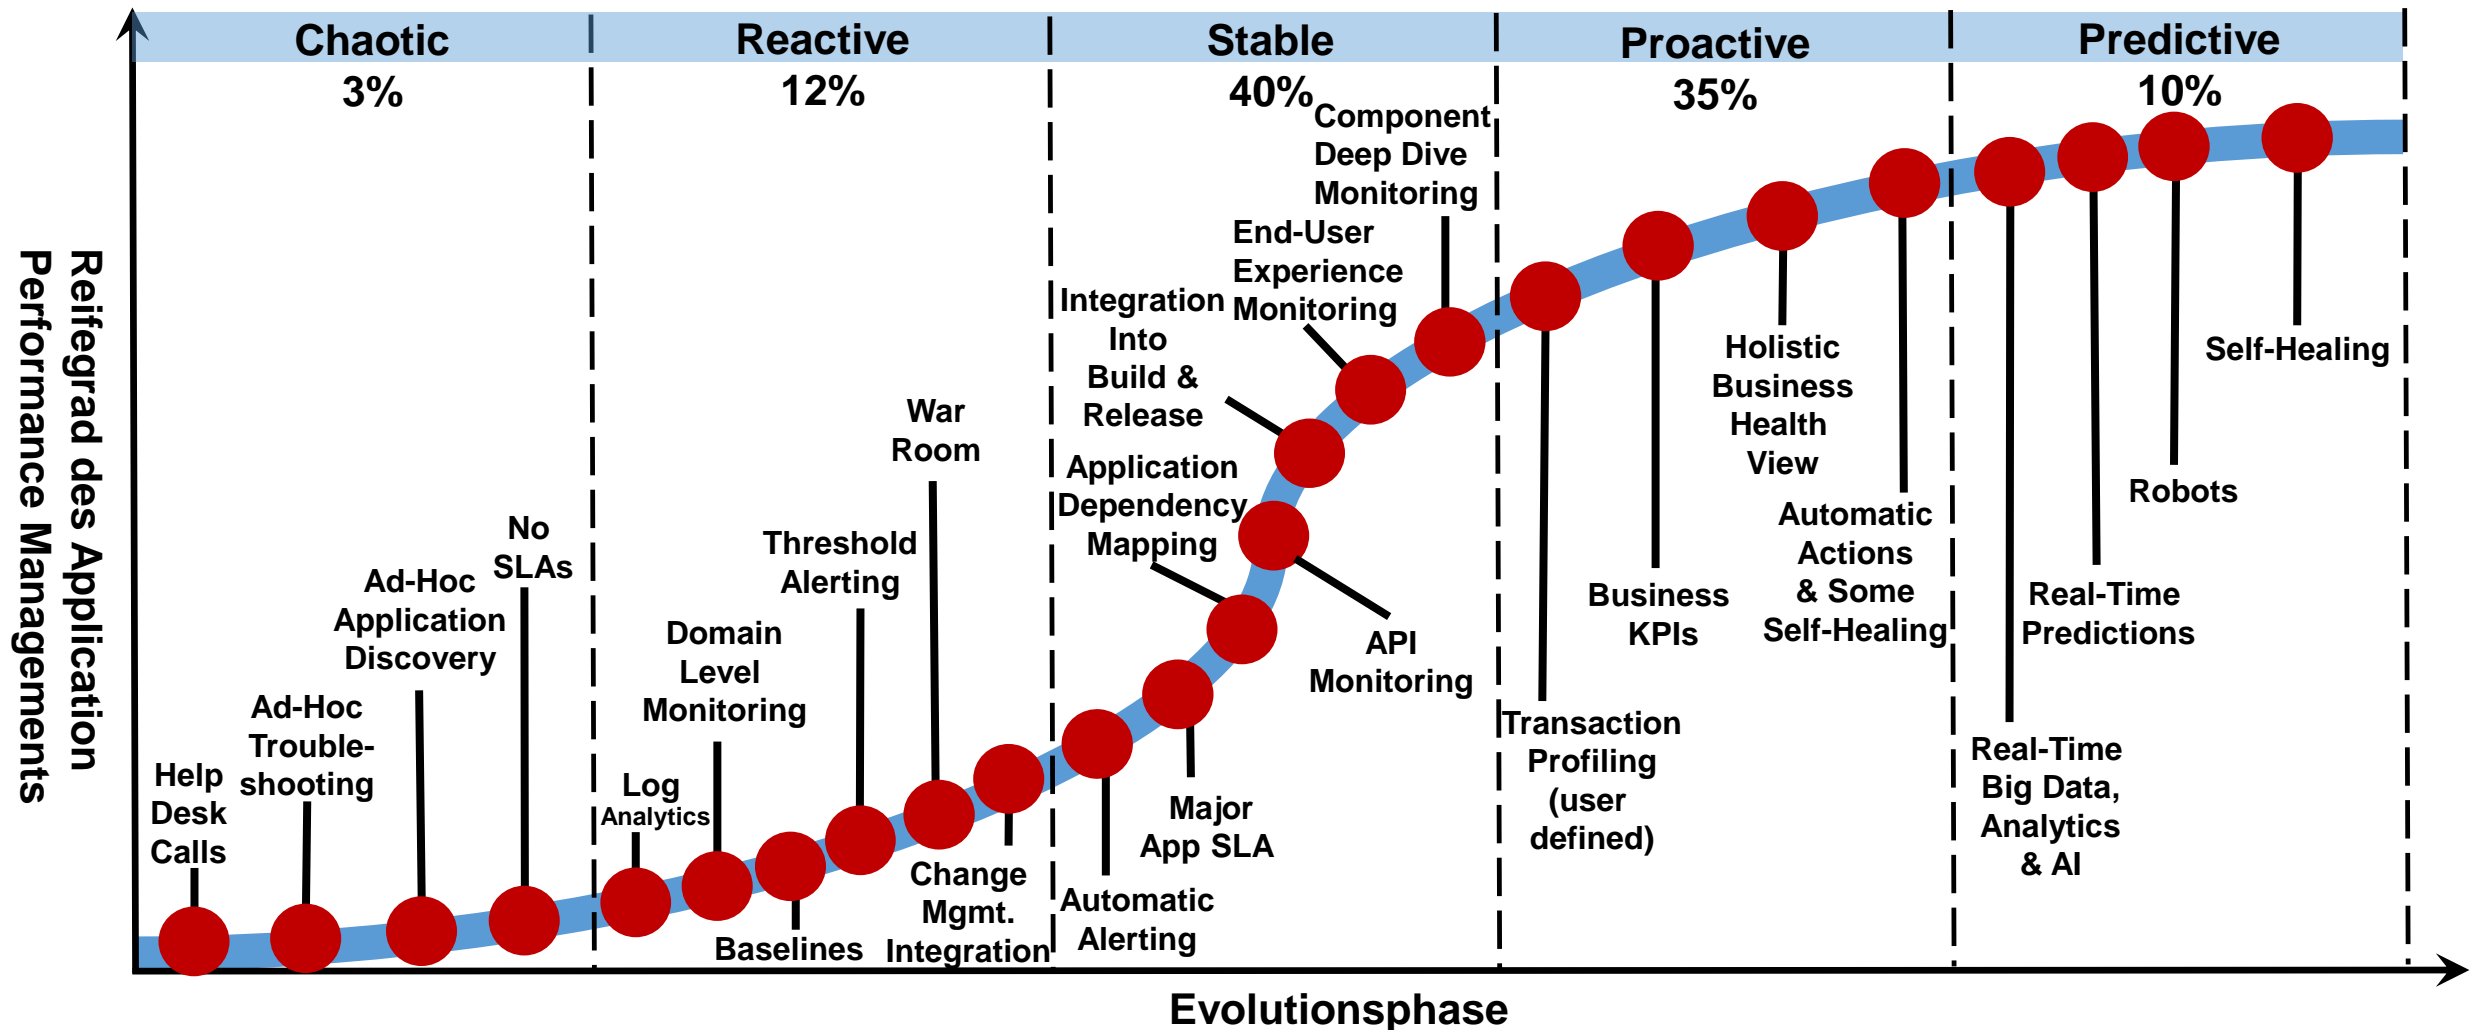 Chaotic
3%
Reactive
12%
Stable
40%
Proactive
35%
Predictive
10%
Reifegrad des Application
Performance Managements
Help
Desk
Calls
Ad-Hoc
Trouble-
shooting
Ad-Hoc
Application
Discovery
No
SLAs
Log
Analytics
Domain
Level
Monitoring
Baselines
Threshold
Alerting
War
Room
Change
Mgmt.
Integration
Automatic
Alerting
Major
App SLA
Application
Dependency
Mapping
API
Monitoring
Integration
Into
Build &
Release
End-User
Experience
Monitoring
Component
Deep Dive
Monitoring
Transaction
Profiling
(user
defined)
Business
KPIs
Holistic
Business
Health
View
Automatic
Actions
& Some
Self-Healing
Real-Time
Big Data,
Analytics
& AI
Real-Time
Predictions
Robots
Self-Healing
Evolutionsphase